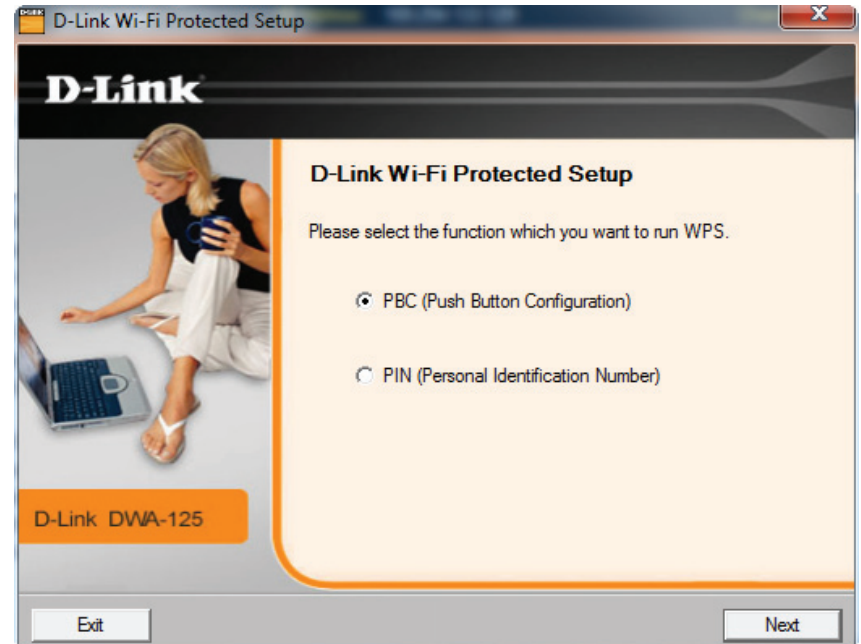 D-Link Wi-Fi Protected Setup
D-Link
D-Link Wi-Fi Protected Setup
Please select the function which you want to run WPS.
PBC (Push Button Configuration)
PIN (Personal Identification Number)
D-Link DWA-125
Exit
Next